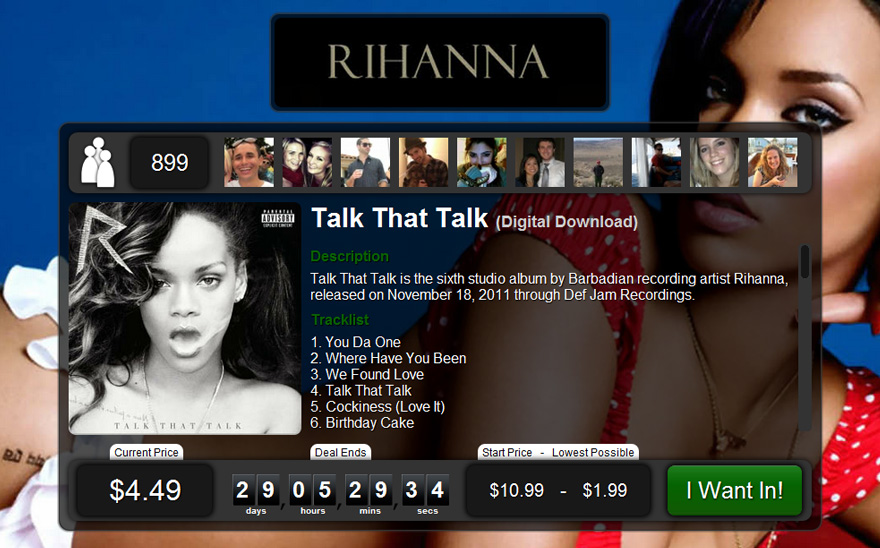 RIHANNA
899
PARENTAL
ADVISORY
EXPLICIT CONTENT
R
TALK THAT TALK
Talk That Talk (Digital Download)
Description
Talk That Talk is the sixth studio album by Barbadian recording artist Rihanna,
released on November 18, 2011 through Def Jam Recordings.
Tracklist
1. You Da One
2. Where Have You Been
3. We Found Love
4. Talk That Talk
5. Cockiness (Love It)
6. Birthday Cake
Current Price
$4.49
Deal Ends
29 , 05 , 29 , 34
days hours mins secs
Start Price - Lowest Possible
$10.99 - $1.99
I Want In!